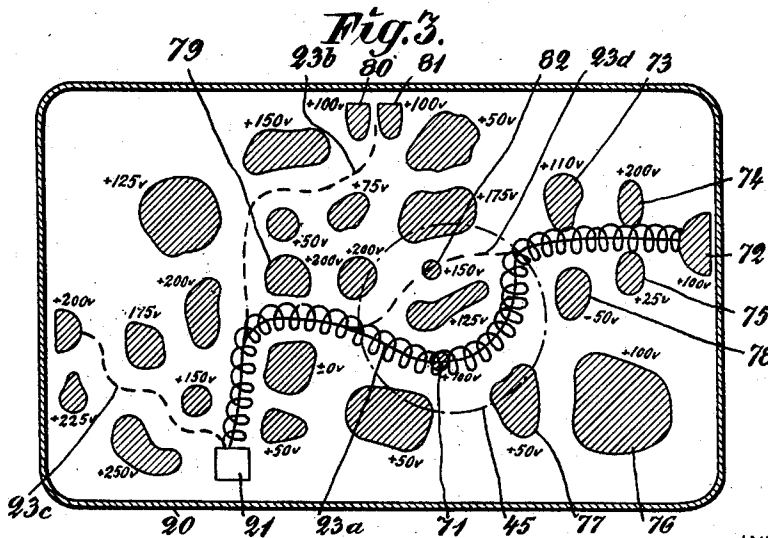 Fig. 3.
79
23b
80
81
82
23d
73
+100v
+100v
+150v
+50v
+110v
+200v
74
+125v
+75v
+175v
+50v
+200v
+200v
+150v
72
+100v
+200v
+200v
175v
+125v
-50v
+25v
75
78
±0v
+100v
+100v
+150v
+225v
+250v
+50v
+50v
+50v
23c
20
21
23a
71
45
77
76